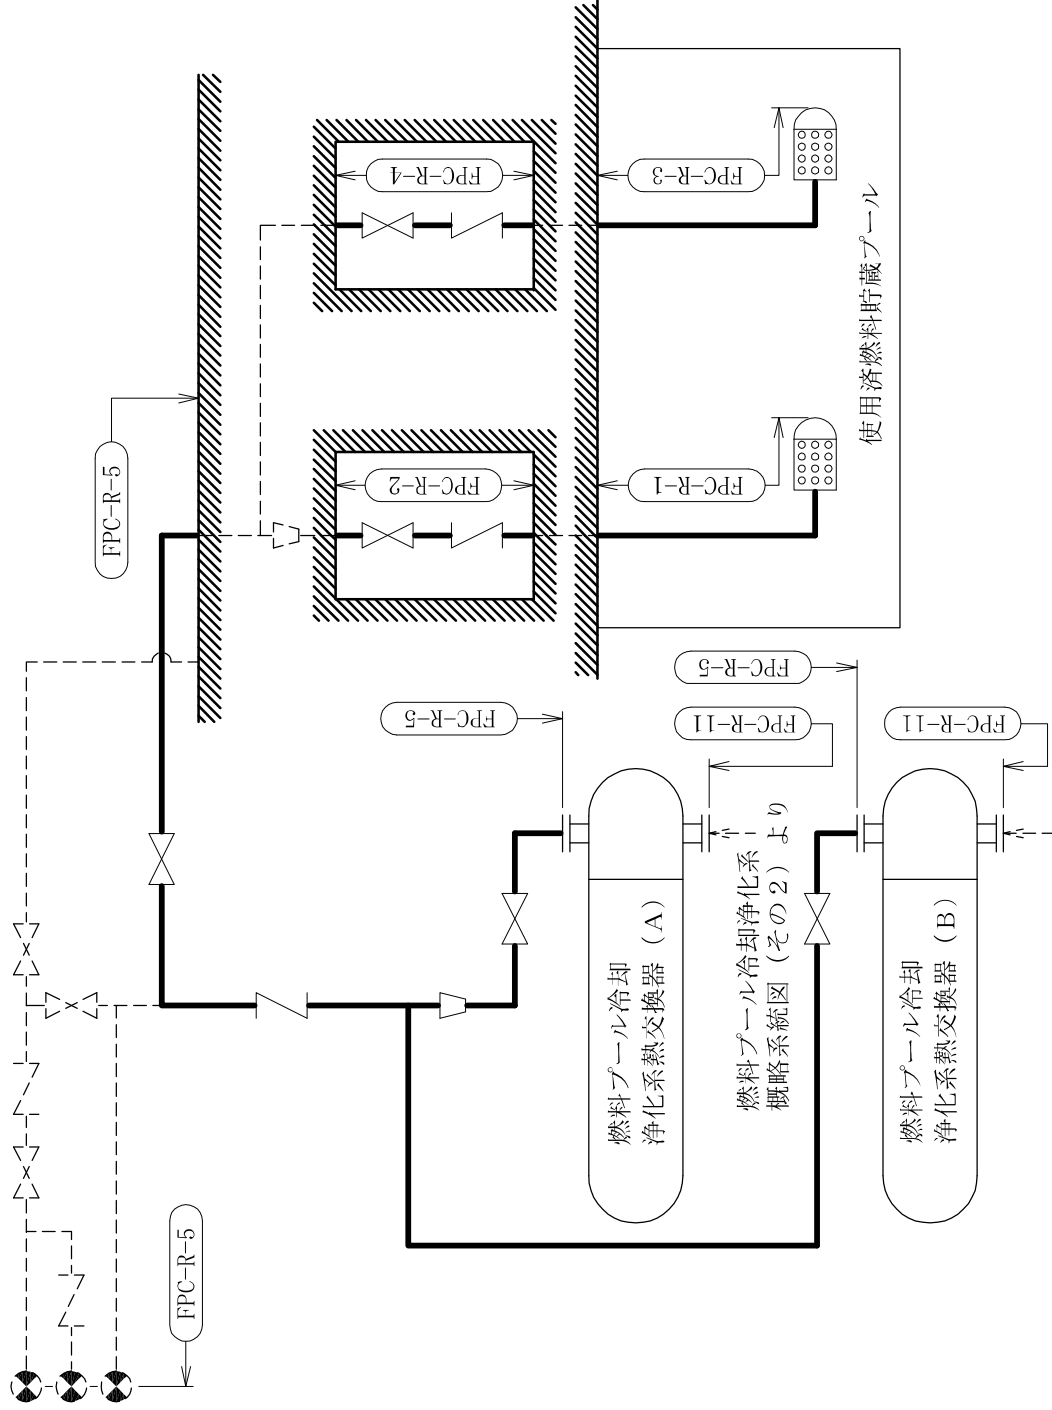 FPC-R-5
FPC-R-4
FPC-R-3
FPC-R-2
FPC-R-1
使用済燃料貯蔵プール
FPC-R-5
FPC-R-11
FPC-R-5
FPC-R-11
燃料プール冷却
浄化系熱交換器（A）
燃料プール冷却浄化系
概略系統図（その２）より
燃料プール冷却
浄化系熱交換器（B）
FPC-R-5